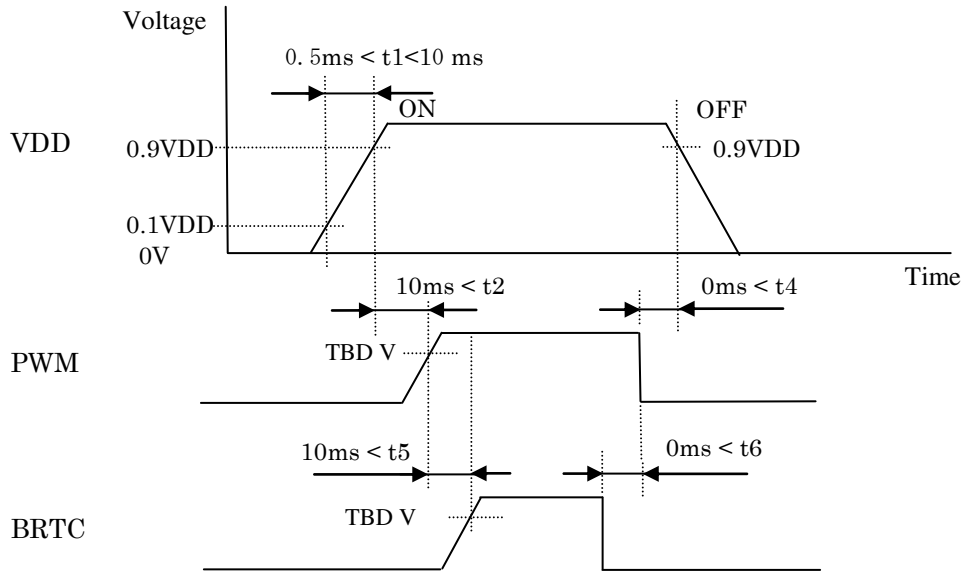 Voltage
0. 5ms < t1<10 ms
ON
OFF
VDD
0.9VDD
0.9VDD
0.1VDD
0V
Time
10ms < t2
0ms < t4
TBD V
PWM
10ms < t5
0ms < t6
TBD V
BRTC